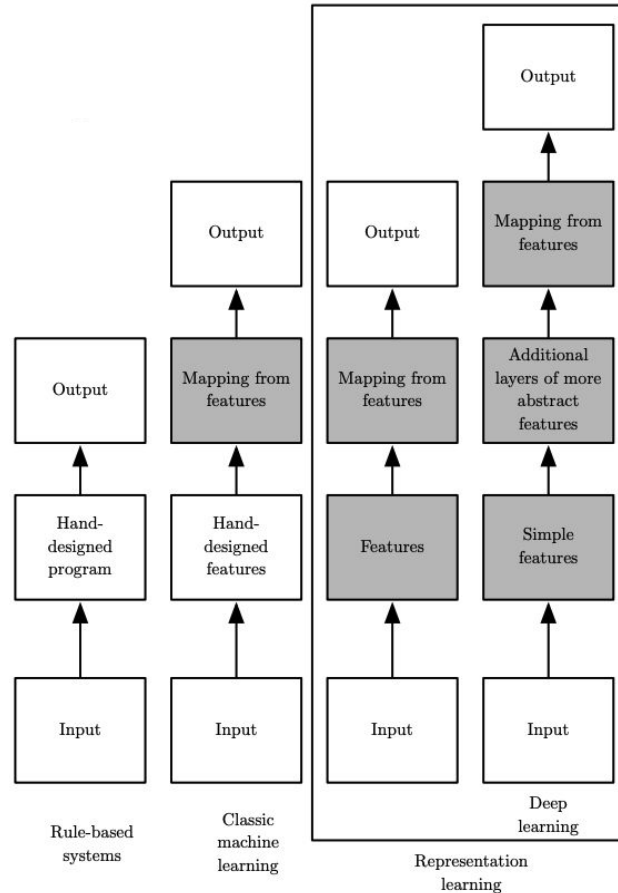 Output
Mapping from
features
Additional
layers of more
abstract
features
Simple
features
Input
Deep
learning
Output
Mapping from
features
Features
Input
Representation
learning
Output
Mapping from
features
Hand-
designed
features
Input
Classic
machine
learning
Output
Hand-
designed
program
Input
Rule-based
systems